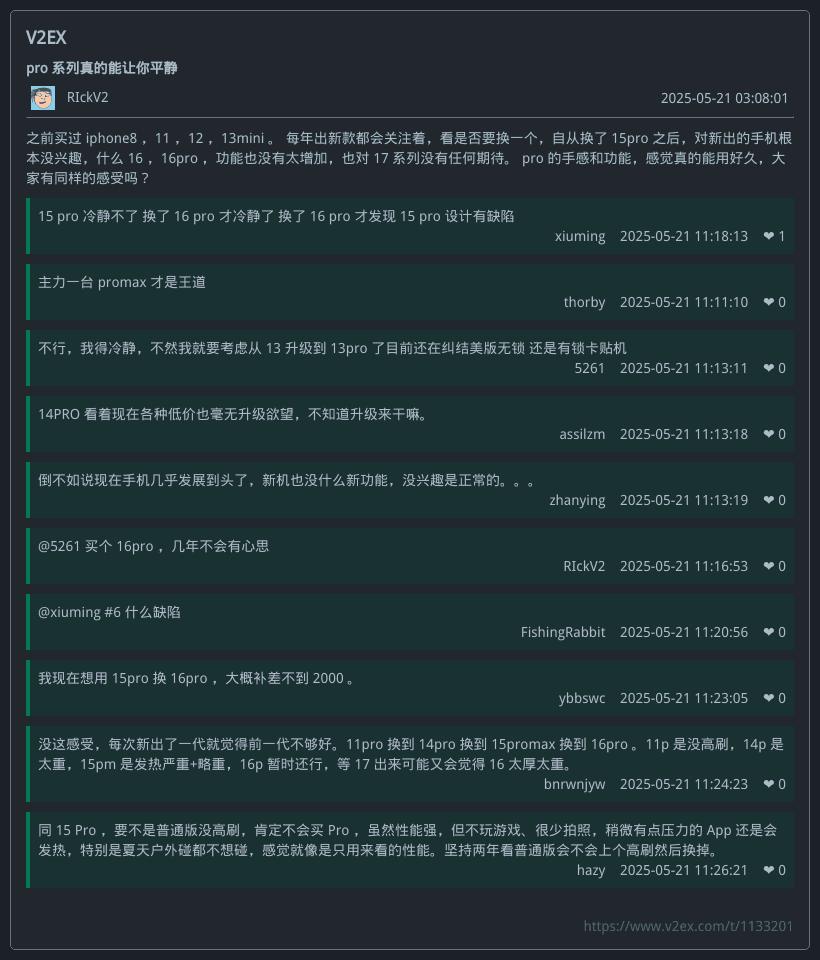 V2EX
pro 系列真的能让你平静
RIckV2 2025-05-21 03:08:01
之前买过 iphone8 ，11 ，12 ，13mini 。 每年出新款都会关注着，看是否要换一个，自从换了 15pro 之后，对新出的手机根
本没兴趣，什么 16 ，16pro ，功能也没有太增加，也对 17 系列没有任何期待。 pro 的手感和功能，感觉真的能用好久，大
家有同样的感受吗？
15 pro 冷静不了 换了 16 pro 才冷静了 换了 16 pro 才发现 15 pro 设计有缺陷
xiuming 2025-05-21 11:18:13 ❤ 1
主力一台 promax 才是王道
thorby 2025-05-21 11:11:10 ❤ 0
不行，我得冷静，不然我就要考虑从 13 升级到 13pro 了目前还在纠结美版无锁 还是有锁卡贴机
5261 2025-05-21 11:13:11 ❤ 0
14PRO 看着现在各种低价也毫无升级欲望，不知道升级来干嘛。
assilzm 2025-05-21 11:13:18 ❤ 0
倒不如说现在手机几乎发展到头了，新机也没什么新功能，没兴趣是正常的。。。
zhanying 2025-05-21 11:13:19 ❤ 0
@5261 买个 16pro ，几年不会有心思
RIckV2 2025-05-21 11:16:53 ❤ 0
@xiuming #6 什么缺陷
FishingRabbit 2025-05-21 11:20:56 ❤ 0
我现在想用 15pro 换 16pro ，大概补差不到 2000 。
ybbswc 2025-05-21 11:23:05 ❤ 0
没这感受，每次新出了一代就觉得前一代不够好。11pro 换到 14pro 换到 15promax 换到 16pro 。11p 是没高刷，14p 是
太重，15pm 是发热严重+略重，16p 暂时还行，等 17 出来可能又会觉得 16 太厚太重。
bnrwnjyw 2025-05-21 11:24:23 ❤ 0
同 15 Pro ，要不是普通版没高刷，肯定不会买 Pro ，虽然性能强，但不玩游戏、很少拍照，稍微有点压力的 App 还是会
发热，特别是夏天户外碰都不想碰，感觉就像是只用来看的性能。坚持两年看普通版会不会上个高刷然后换掉。
hazy 2025-05-21 11:26:21 ❤ 0
https://www.v2ex.com/t/1133201